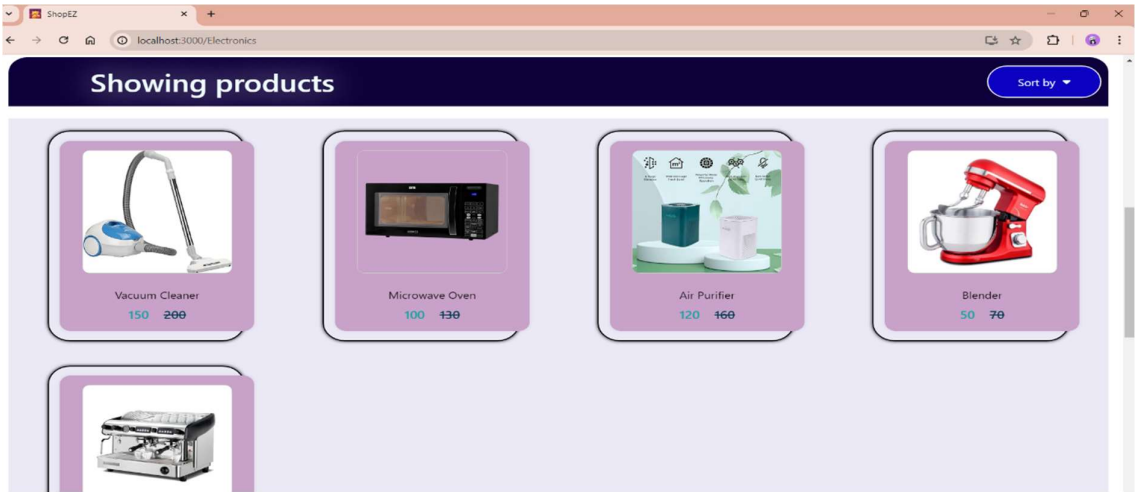 ShopEZ
localhost:3000/Electronics
Showing products
Sort by
Vacuum Cleaner
150 200
Microwave Oven
100 130
Air Purifier
120 160
Blender
50 70